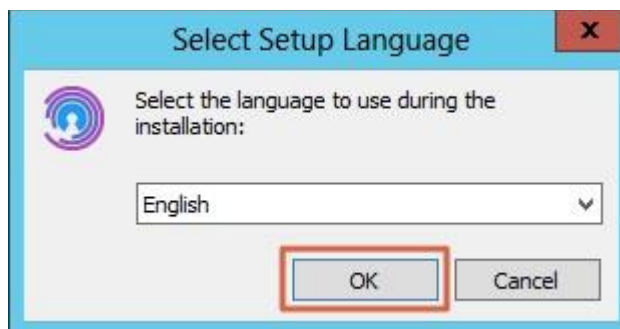 Select Setup Language
x
Select the language to use during the
installation:
English
OK
Cancel